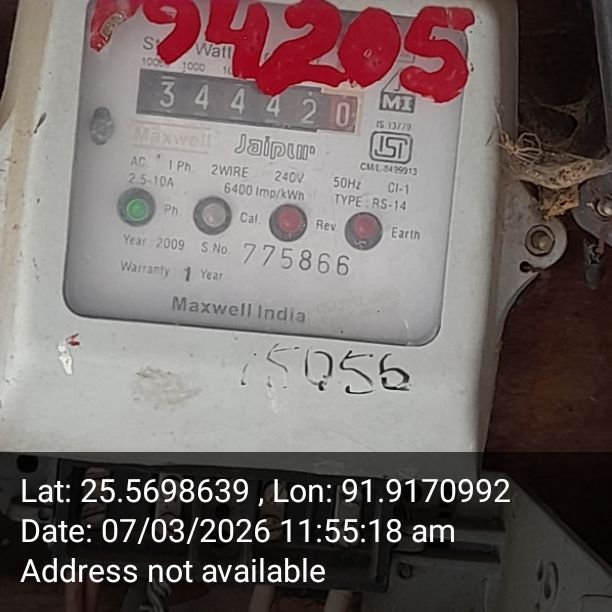 94205
Watt
1000
344420
MI
IS 13779
ISI
CM/L-8499913
Maxwell
Jaipur
AC. 1 Ph. 2WIRE 240V 50Hz Cl-1
2.5-10A 6400 Imp/kWh TYPE: RS-14
Ph. Cal. Rev. Earth
Year: 2009 S.No. 775866
Warranty: 1 Year
Maxwell India
5056
Lat: 25.5698639 , Lon: 91.9170992
Date: 07/03/2026 11:55:18 am
Address not available